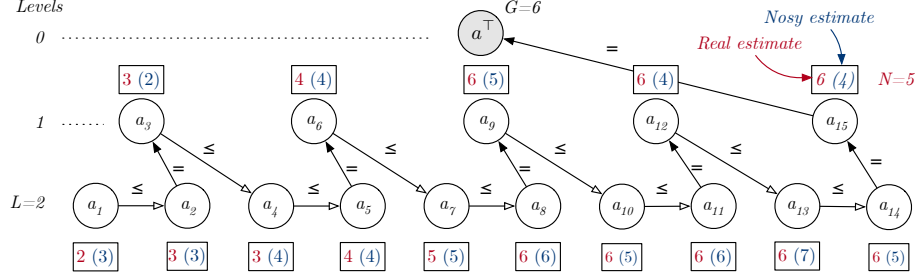 Levels
G=6
Nosy estimate
0
a⊤
=
Real estimate
3 (2)
4 (4)
6 (5)
6 (4)
6 (4)
N=5
1
a3
a6
a9
a12
a15
≤
≤
≤
≤
=
=
=
=
=
L=2
a1
≤
a2
a4
≤
a5
a7
≤
a8
a10
≤
a11
a13
≤
a14
2 (3)
3 (3)
3 (4)
4 (4)
5 (5)
6 (6)
6 (5)
6 (6)
6 (7)
6 (5)